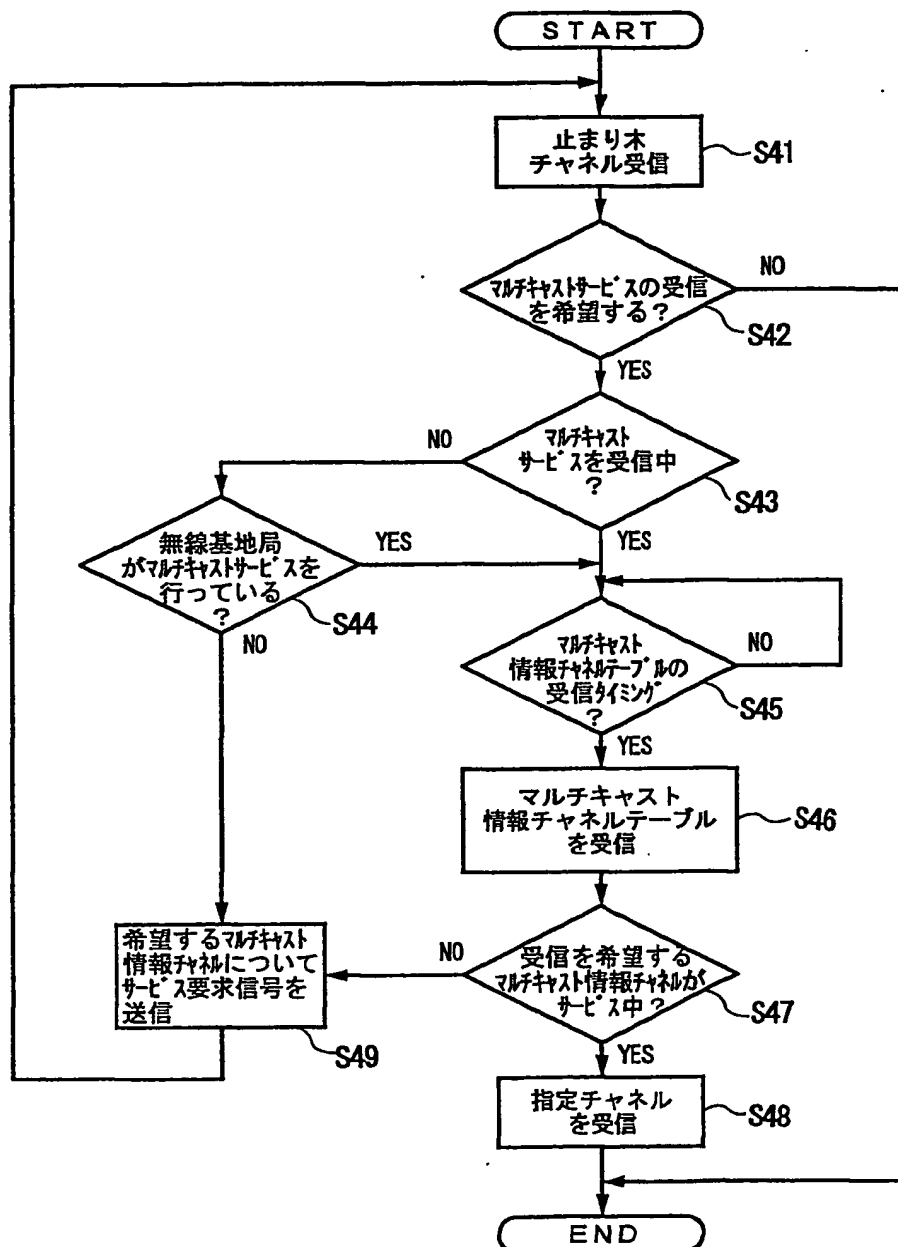 START
止まり木
チャネル受信
S41
マルチキャストサービスの受信
を希望する?
NO
S42
YES
マルチキャスト
サービスを受信中
?
NO
S43
YES
無線基地局
がマルチキャストサービスを
行っている
?
YES
S44
NO
マルチキャスト
情報チャネルテーブルの
受信タイミング
?
NO
S45
YES
マルチキャスト
情報チャネルテーブル
を受信
S46
受信を希望する
マルチキャスト情報チャネルが
サービス中?
NO
S47
YES
希望するマルチキャスト
情報チャネルについて
サービス要求信号を
送信
S49
指定チャネル
を受信
S48
END